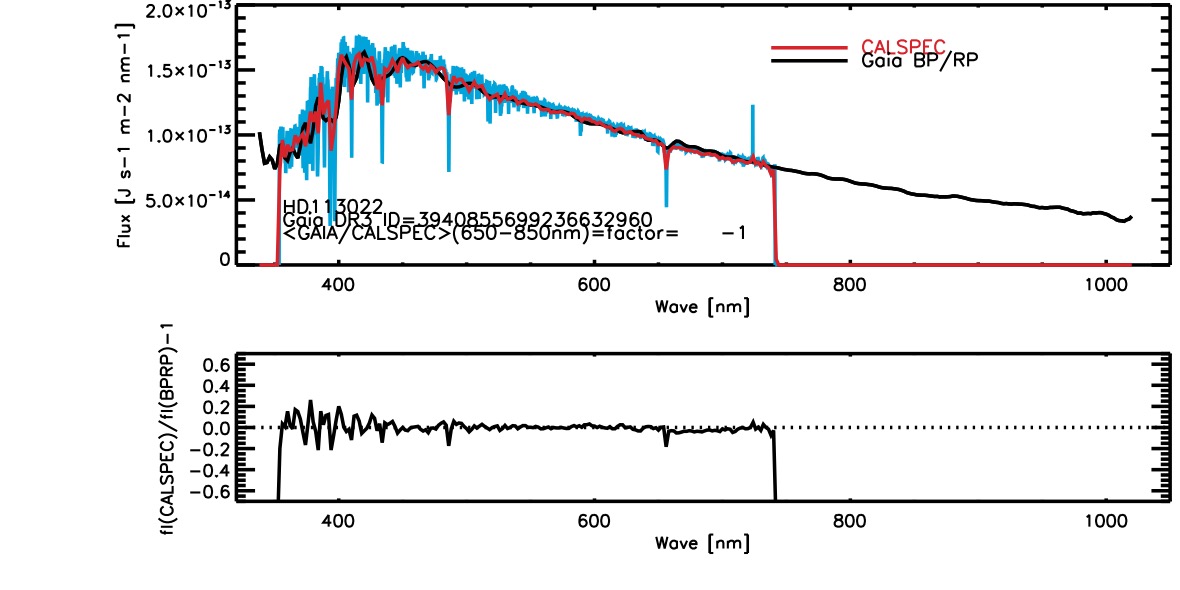 2.0×10⁻¹³
1.5×10⁻¹³
1.0×10⁻¹³
5.0×10⁻¹⁴
0
Flux [J s−1 m−2 nm−1]
CALSPEC
Gaia BP/RP
HD113022
Gaia DR3 ID=3940855699236632960
<GAIA/CALSPEC>(650−850nm)=factor= −1
400 600 800 1000
Wave [nm]
fl(CALSPEC)/fl(BPRP)−1
0.6
0.4
0.2
0.0
−0.2
−0.4
−0.6
400 600 800 1000
Wave [nm]